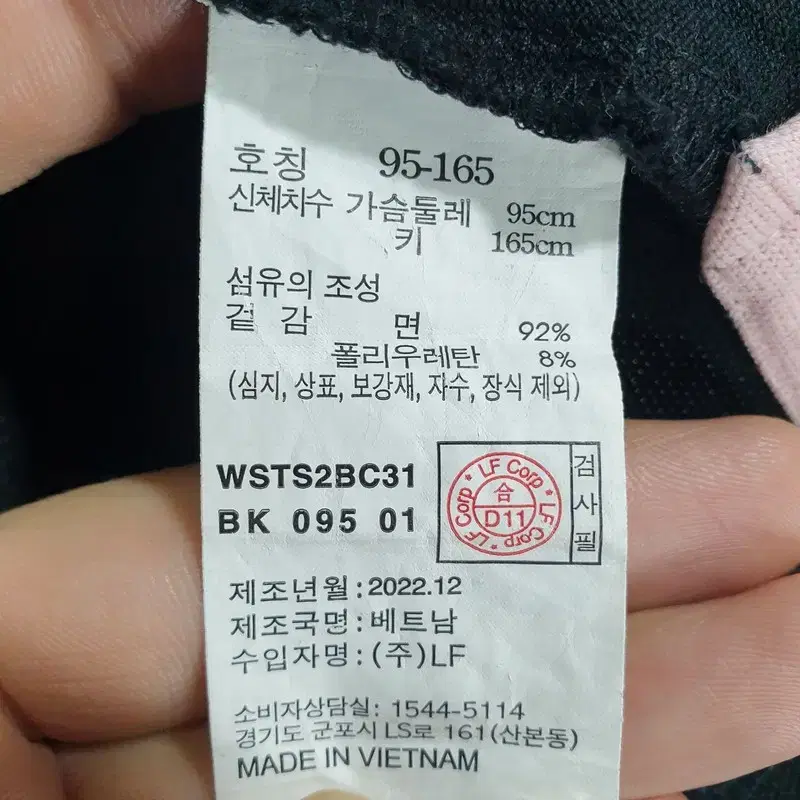 호칭 95-165
신체치수 가슴둘레 95cm
키 165cm
섬유의 조성
겉 감 면 92%
폴리우레탄 8%
(심지, 상표, 보강재, 자수, 장식 제외)
WSTS2BC31
BK 095 01
LF Corp * LF Corp * LF Corp *
合
D11
검사필
제조년월:2022.12
제조국명:베트남
수입자명:(주)LF
소비자상담실: 1544-5114
경기도 군포시 LS로 161(산본동)
MADE IN VIETNAM